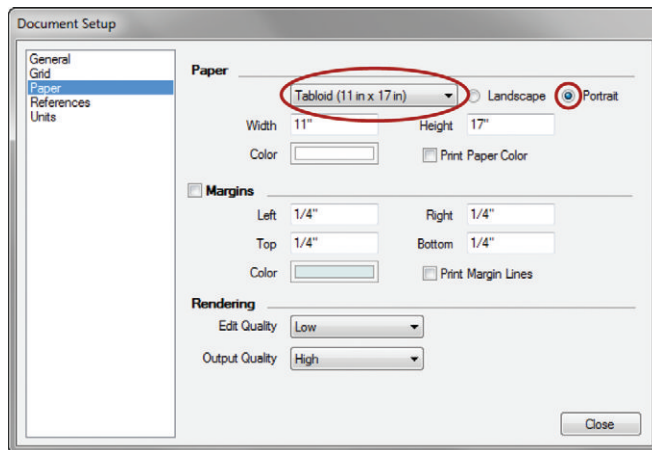 Document Setup
General
Grid
Paper
References
Units
Paper
Tabloid (11 in x 17 in) Landscape Portrait
Width 11" Height 17"
Color Print Paper Color
Margins
Left 1/4" Right 1/4"
Top 1/4" Bottom 1/4"
Color Print Margin Lines
Rendering
Edit Quality Low
Output Quality High
Close